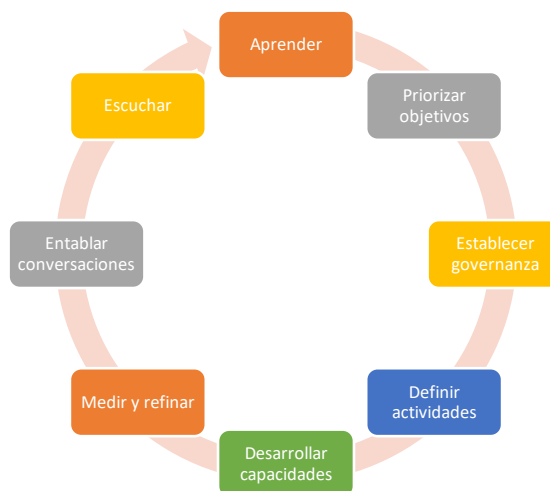 Aprender
Priorizar
objetivos
Establecer
governanza
Definir
actividades
Desarrollar
capacidades
Medir y refinar
Entablar
conversaciones
Escuchar